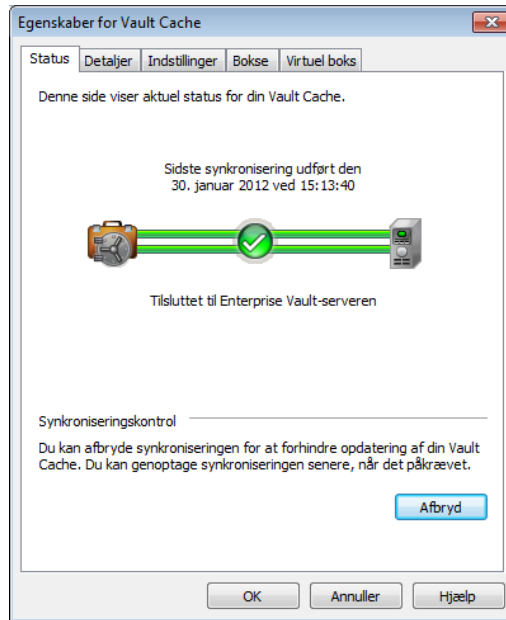 Egenskaber for Vault Cache
Status Detaljer Indstillinger Bokse Virtuel boks
Denne side viser aktuel status for din Vault Cache.
Sidste synkronisering udført den
30. januar 2012 ved 15:13:40
Tilsluttet til Enterprise Vault-serveren
Synkroniseringskontrol
Du kan afbryde synkroniseringen for at forhindre opdatering af din Vault
Cache. Du kan genoptage synkroniseringen senere, når det påkrævet.
Afbryd
OK Annuller Hjælp